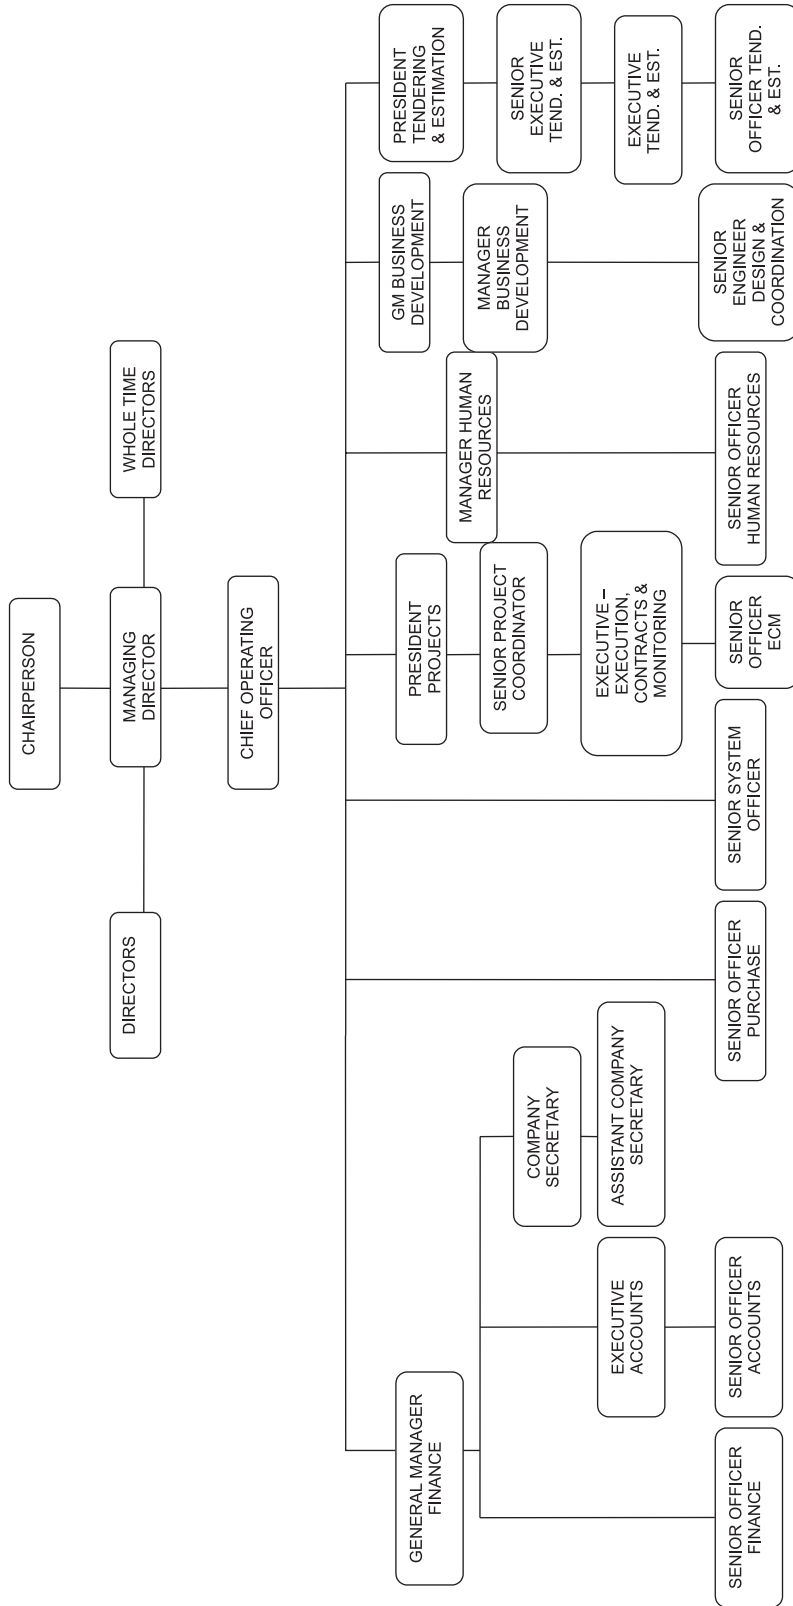 CHAIRPERSON
DIRECTORS
MANAGING
DIRECTOR
WHOLE TIME
DIRECTORS
CHIEF OPERATING
OFFICER
GENERAL MANAGER
FINANCE
PRESIDENT
PROJECTS
MANAGER HUMAN
RESOURCES
GM BUSINESS
DEVELOPMENT
PRESIDENT
TENDERING
& ESTIMATION
COMPANY
SECRETARY
SENIOR PROJECT
COORDINATOR
MANAGER
BUSINESS
DEVELOPMENT
SENIOR
EXECUTIVE
TEND. & EST.
EXECUTIVE
ACCOUNTS
ASSISTANT COMPANY
SECRETARY
EXECUTIVE –
EXECUTION,
CONTRACTS &
MONITORING
EXECUTIVE
TEND. & EST.
SENIOR OFFICER
FINANCE
SENIOR OFFICER
ACCOUNTS
SENIOR OFFICER
PURCHASE
SENIOR SYSTEM
OFFICER
SENIOR
OFFICER
ECM
SENIOR OFFICER
HUMAN RESOURCES
SENIOR
ENGINEER
DESIGN &
COORDINATION
SENIOR
OFFICER TEND.
& EST.